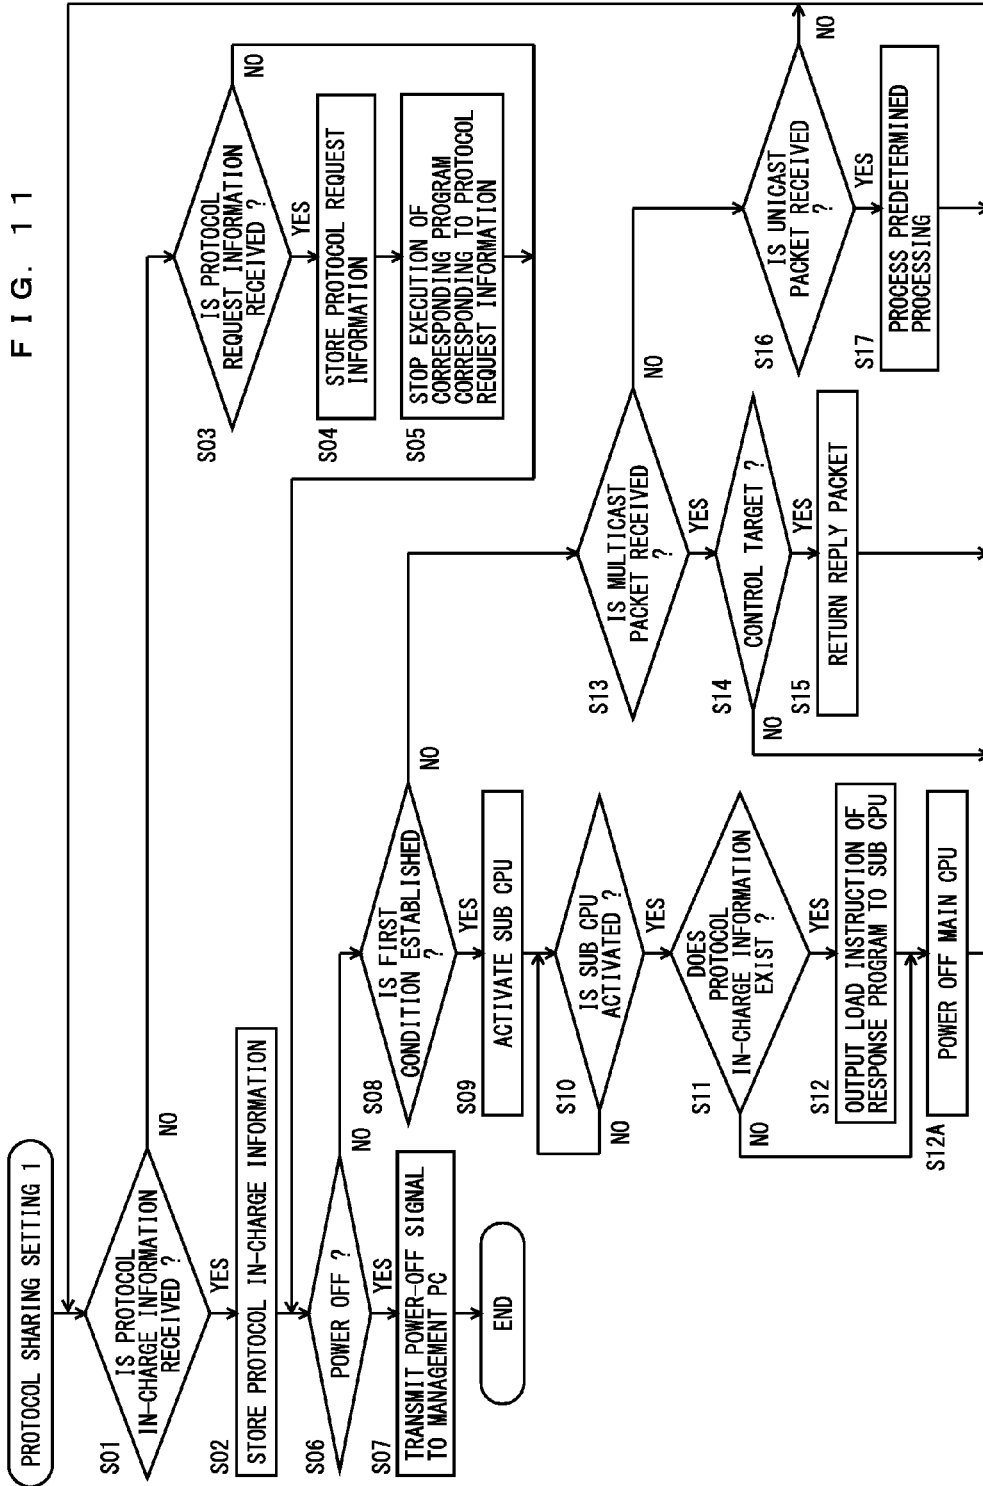 FIG. 11
PROTOCOL SHARING SETTING 1
S01
IS PROTOCOL
IN-CHARGE INFORMATION
RECEIVED ?
NO
YES
S02
STORE PROTOCOL IN-CHARGE INFORMATION
S03
IS PROTOCOL
REQUEST INFORMATION
RECEIVED ?
NO
YES
S04
STORE PROTOCOL REQUEST
INFORMATION
S05
STOP EXECUTION OF
CORRESPONDING PROGRAM
CORRESPONDING TO PROTOCOL
REQUEST INFORMATION
S06
POWER OFF ?
NO
YES
S07
TRANSMIT POWER-OFF SIGNAL
TO MANAGEMENT PC
END
S08
IS FIRST
CONDITION ESTABLISHED
?
NO
YES
S09
ACTIVATE SUB CPU
S10
IS SUB CPU
ACTIVATED ?
NO
YES
S11
DOES
PROTOCOL
IN-CHARGE INFORMATION
EXIST ?
NO
YES
S12
OUTPUT LOAD INSTRUCTION OF
RESPONSE PROGRAM TO SUB CPU
S12A
POWER OFF MAIN CPU
S13
IS MULTICAST
PACKET RECEIVED
?
NO
YES
S14
CONTROL TARGET ?
NO
YES
S15
RETURN REPLY PACKET
S16
IS UNICAST
PACKET RECEIVED
?
NO
YES
S17
PROCESS PREDETERMINED
PROCESSING